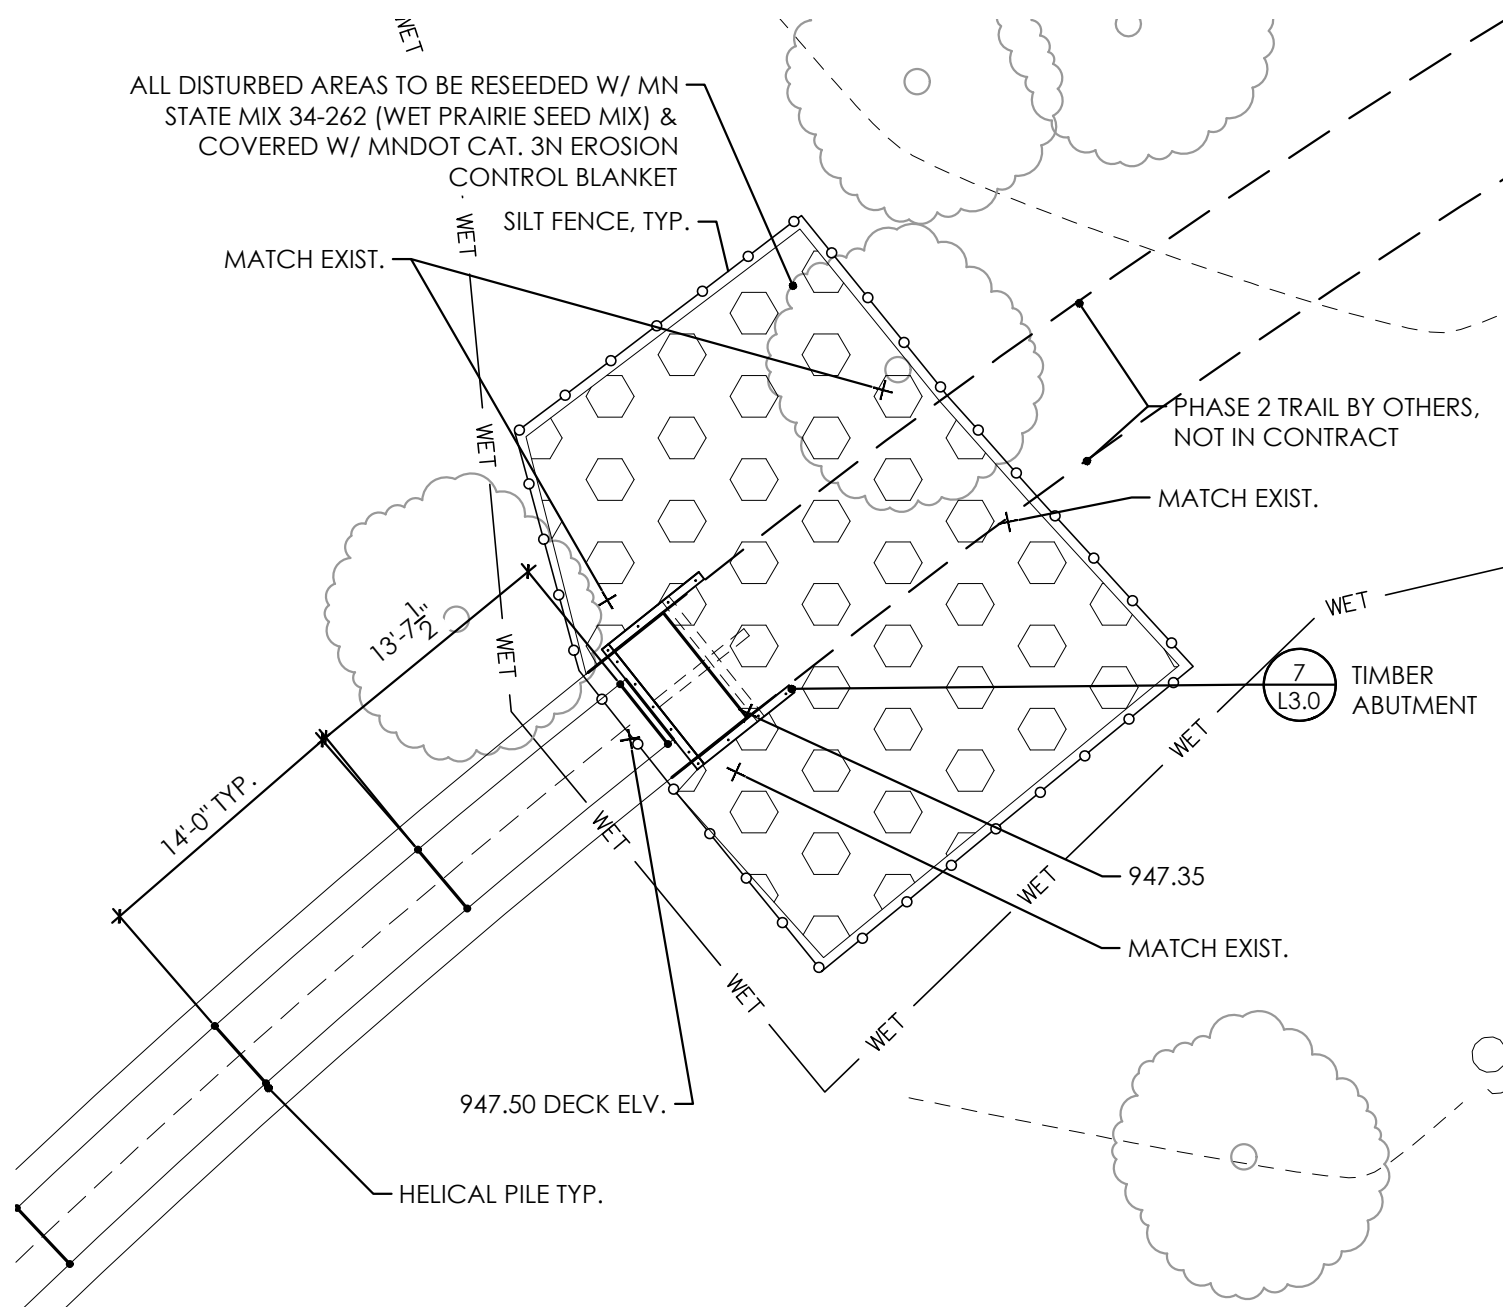 WET
ALL DISTURBED AREAS TO BE RESEEDED W/ MN
STATE MIX 34-262 (WET PRAIRIE SEED MIX) &
COVERED W/ MNDOT CAT. 3N EROSION
CONTROL BLANKET
WET
SILT FENCE, TYP.
MATCH EXIST.
PHASE 2 TRAIL BY OTHERS,
NOT IN CONTRACT
WET
MATCH EXIST.
WET
13'-7 1/2"
WET
7
L3.0
TIMBER
ABUTMENT
WET
14'-0" TYP.
WET
947.35
WET
MATCH EXIST.
WET
WET
947.50 DECK ELV.
HELICAL PILE TYP.